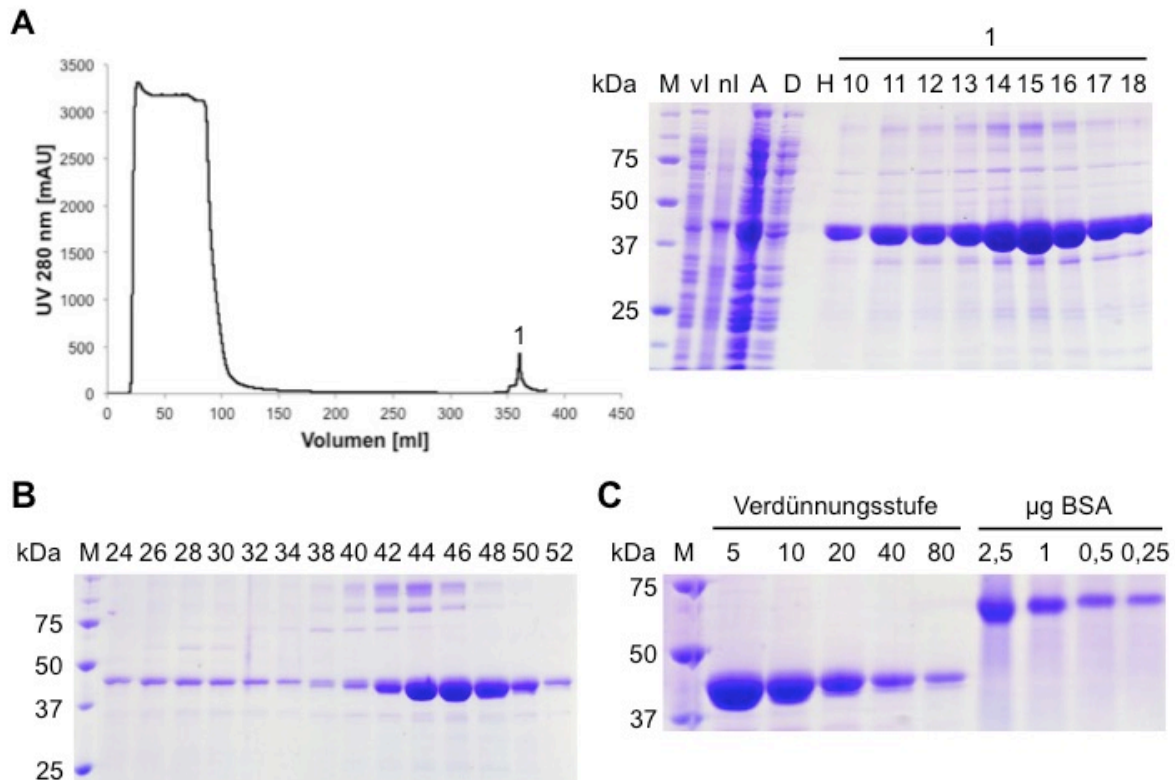 A
3500
3000
2500
2000
1500
1000
500
0
UV 280 nm [mAU]
1
0 50 100 150 200 250 300 350 400 450
Volumen [ml]
1
kDa M vI nI A D H 10 11 12 13 14 15 16 17 18
75
50
37
25
B
kDa M 24 26 28 30 32 34 38 40 42 44 46 48 50 52
75
50
37
25
C
Verdünnungsstufe µg BSA
kDa M 5 10 20 40 80 2,5 1 0,5 0,25
75
50
37